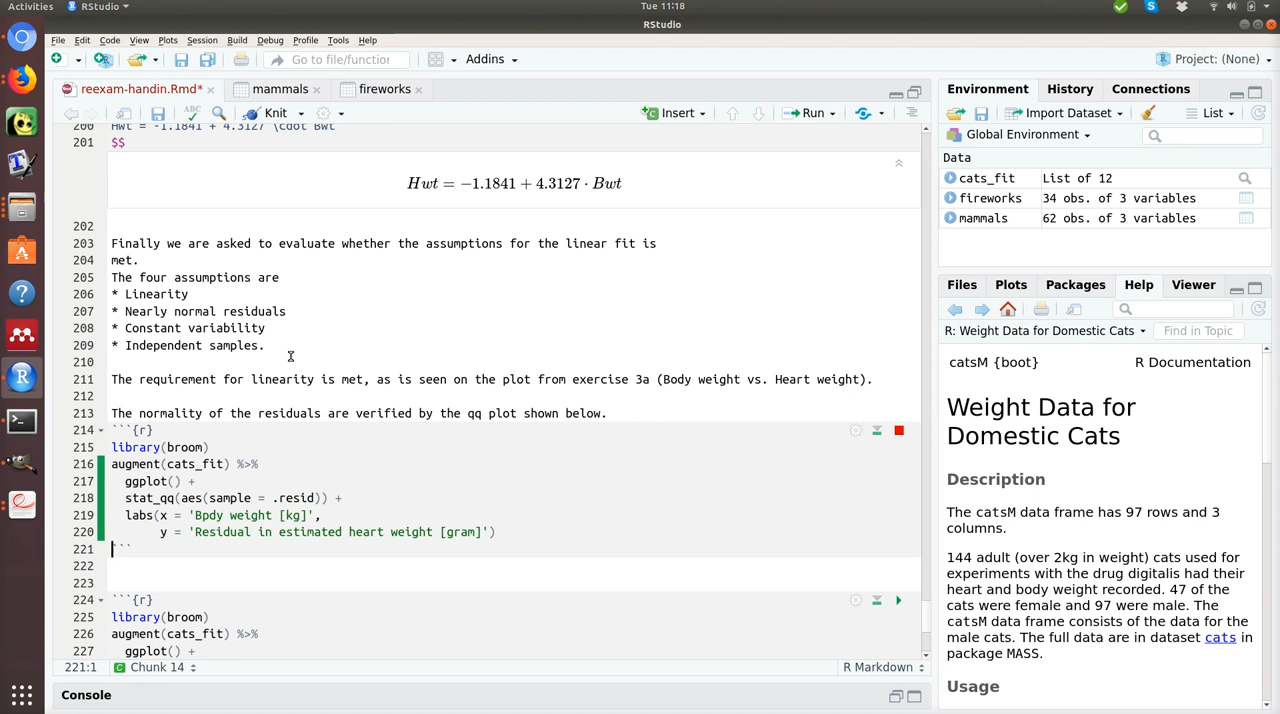 Activities RStudio Tue 11:18
RStudio
File Edit Code View Plots Session Build Debug Profile Tools Help
Go to file/function Addins Project: (None)
reexam-handin.Rmd* mammals fireworks
ABC Knit Insert Run
200 Hwt = -1.1841 + 4.3127 \cdot Bwt
201 $$
Hwt = −1.1841 + 4.3127 · Bwt
202
203 Finally we are asked to evaluate whether the assumptions for the linear fit is
204 met.
205 The four assumptions are
206 * Linearity
207 * Nearly normal residuals
208 * Constant variability
209 * Independent samples.
210
211 The requirement for linearity is met, as is seen on the plot from exercise 3a (Body weight vs. Heart weight).
212
213 The normality of the residuals are verified by the qq plot shown below.
214 ```{r}
215 library(broom)
216 augment(cats_fit) %>%
217 ggplot() +
218 stat_qq(aes(sample = .resid)) +
219 labs(x = 'Bpdy weight [kg]',
220 y = 'Residual in estimated heart weight [gram]')
221 ```
222
223
224 ```{r}
225 library(broom)
226 augment(cats_fit) %>%
227 ggplot() +
221:1 Chunk 14 R Markdown
Console
Environment History Connections
Import Dataset List
Global Environment
Data
cats_fit List of 12
fireworks 34 obs. of 3 variables
mammals 62 obs. of 3 variables
Files Plots Packages Help Viewer
R: Weight Data for Domestic Cats Find in Topic
catsM {boot} R Documentation
Weight Data for
Domestic Cats
Description
The catsM data frame has 97 rows and 3
columns.
144 adult (over 2kg in weight) cats used for
experiments with the drug digitalis had their
heart and body weight recorded. 47 of the
cats were female and 97 were male. The
catsM data frame consists of the data for the
male cats. The full data are in dataset cats in
package MASS.
Usage